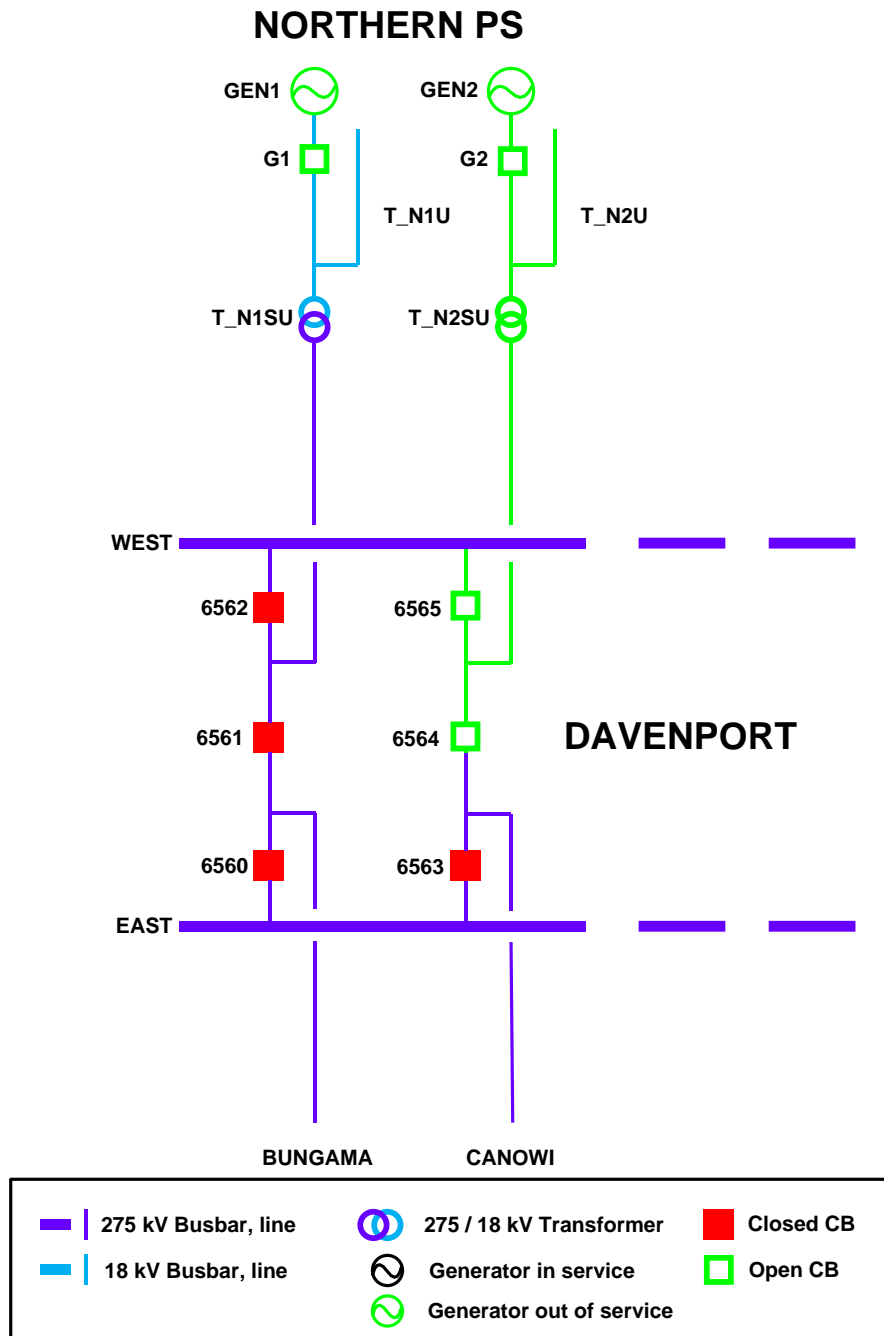 NORTHERN PS
GEN1 GEN2
G1 G2
T_N1U T_N2U
T_N1SU T_N2SU
WEST
6562 6565
6561 6564 DAVENPORT
6560 6563
EAST
BUNGAMA CANOWI
275 kV Busbar, line 275 / 18 kV Transformer Closed CB
18 kV Busbar, line Generator in service Open CB
Generator out of service